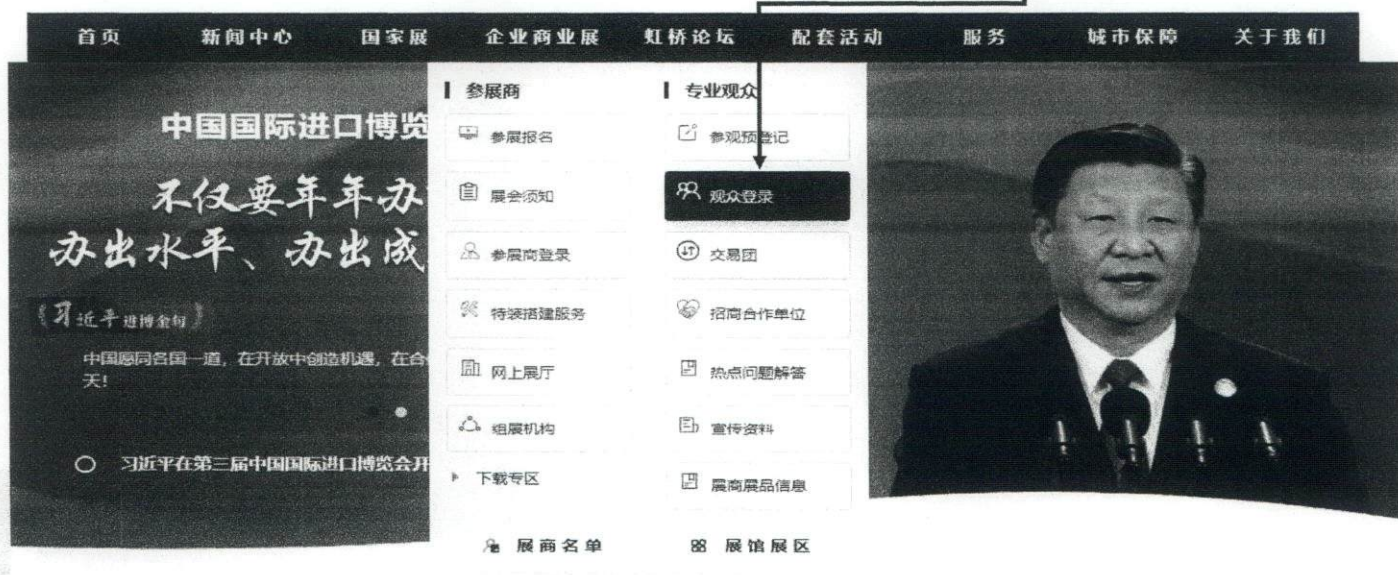 首页 新闻中心 国家展 企业商业展 虹桥论坛 配套活动 服务 城市保障 关于我们
中国国际进口博览
不仅要年年办
办出水平、办出成
习近平进博金句
中国愿同各国一道，在开放中创造机遇，在合
天！
习近平在第三届中国国际进口博览会开
参展商
参展报名
展会须知
参展商登录
特装搭建服务
网上展厅
组展机构
下载专区
展商名单
专业观众
参观预登记
观众登录
交易团
招商合作单位
热点问题解答
宣传资料
展商展品信息
展馆展区